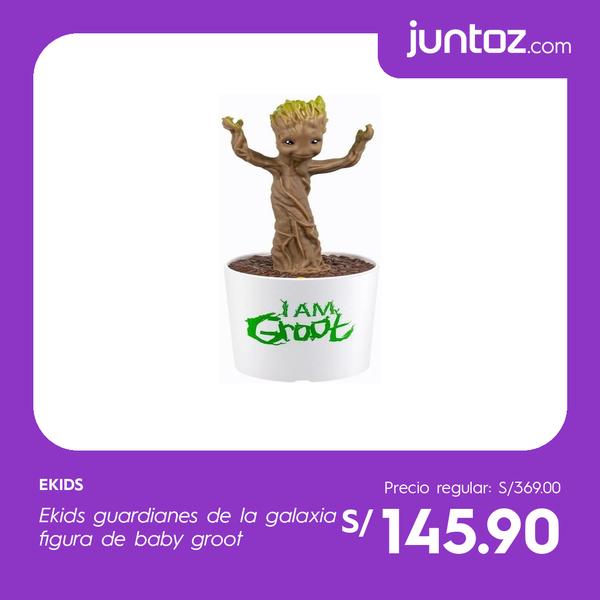 juntoz.com
I AM
Groot
EKIDS
Ekids guardianes de la galaxia
figura de baby groot
Precio regular: S/369.00
S/145.90